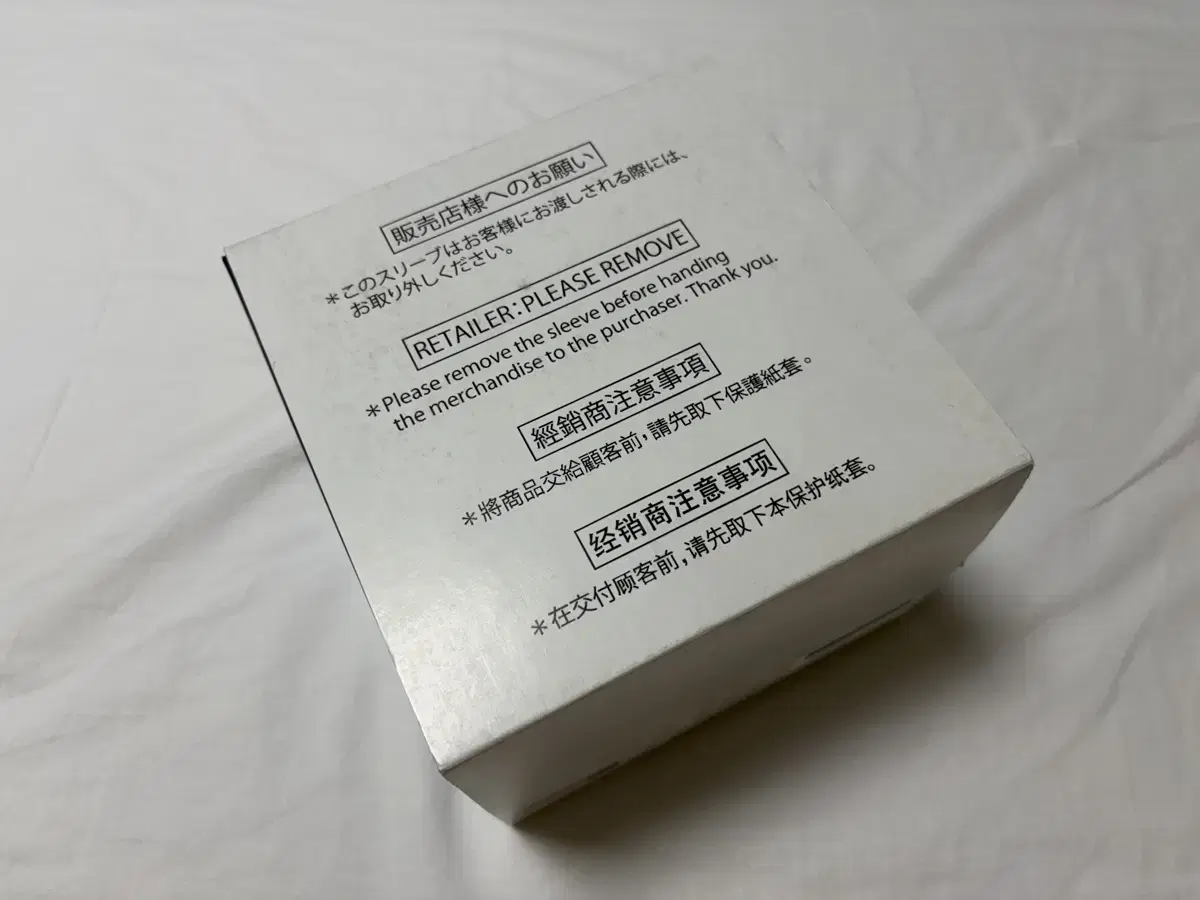 販売店様へのお願い
＊このスリーブはお客様にお渡しされる際には、
お取り外しください。
RETAILER:PLEASE REMOVE
＊Please remove the sleeve before handing
the merchandise to the purchaser. Thank you.
經銷商注意事項
＊將商品交給顧客前,請先取下保護紙套。
经销商注意事项
＊在交付顾客前,请先取下本保护纸套。